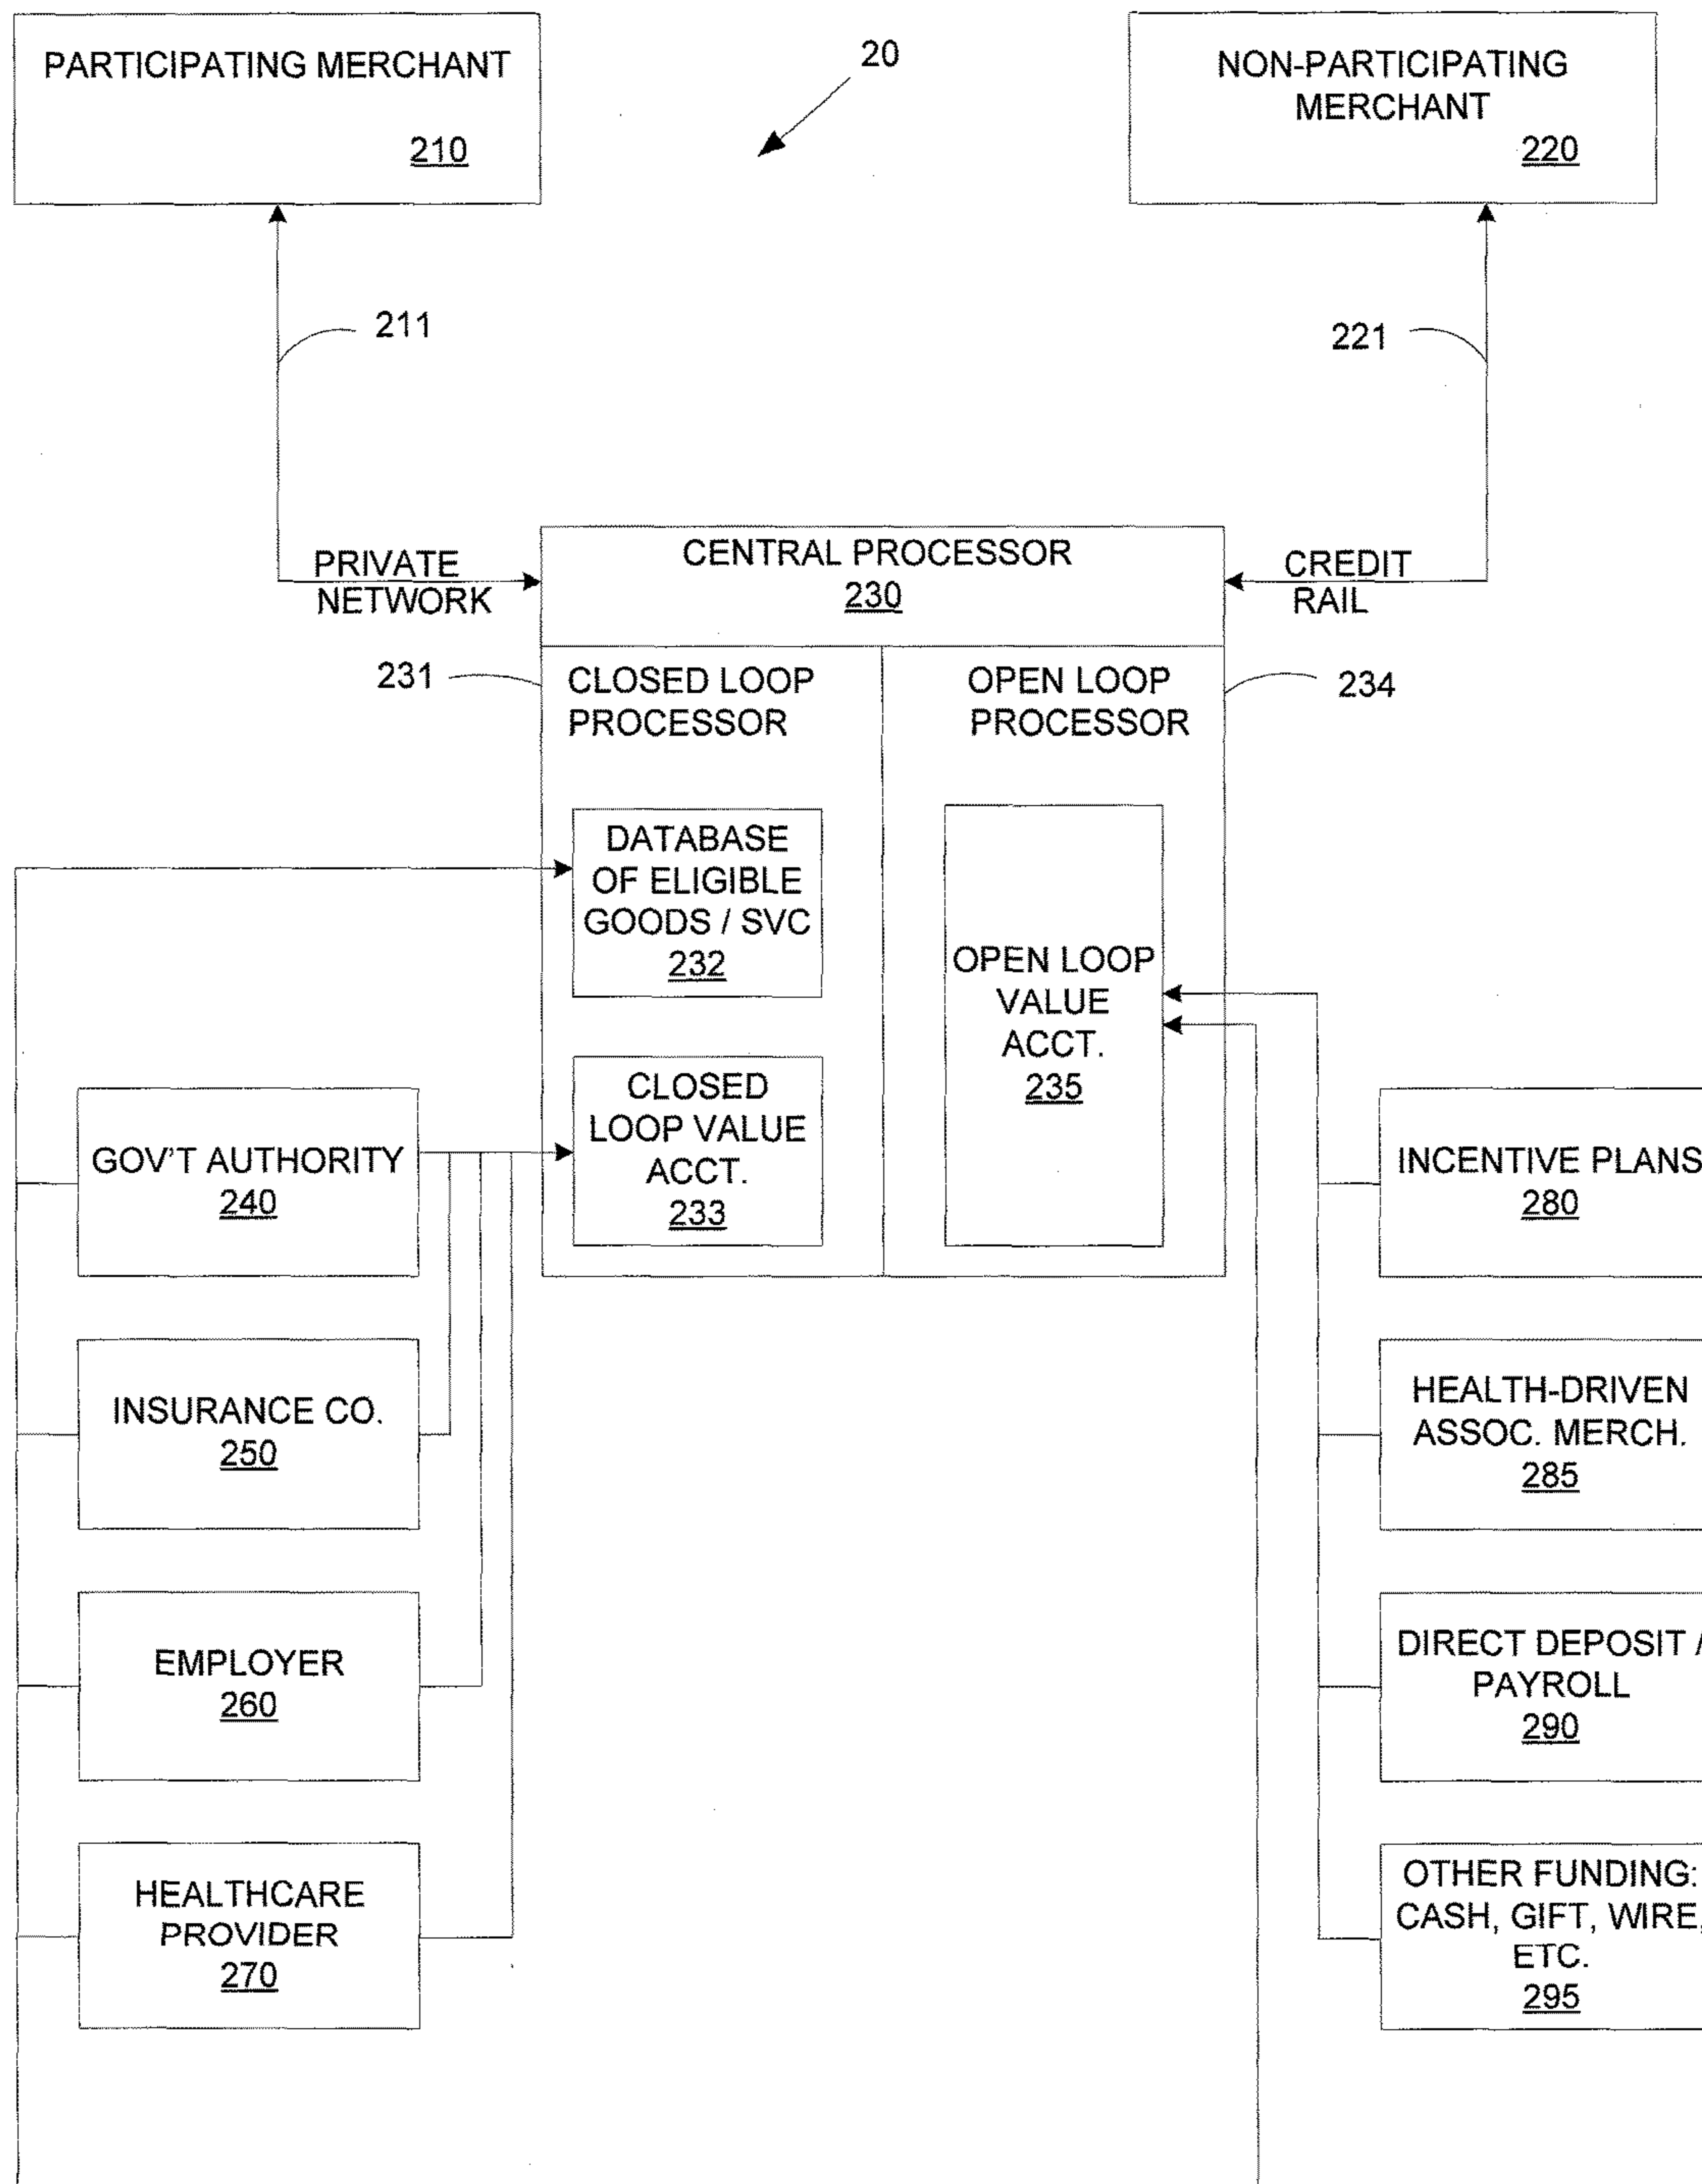 PARTICIPATING MERCHANT
210
20
NON-PARTICIPATING
MERCHANT
220
211
221
PRIVATE
NETWORK
CENTRAL PROCESSOR
230
CREDIT
RAIL
231
CLOSED LOOP
PROCESSOR
OPEN LOOP
PROCESSOR
234
DATABASE
OF ELIGIBLE
GOODS / SVC
232
OPEN LOOP
VALUE
ACCT.
235
CLOSED
LOOP VALUE
ACCT.
233
GOV'T AUTHORITY
240
INSURANCE CO.
250
EMPLOYER
260
HEALTHCARE
PROVIDER
270
INCENTIVE PLANS
280
HEALTH-DRIVEN
ASSOC. MERCH.
285
DIRECT DEPOSIT /
PAYROLL
290
OTHER FUNDING:
CASH, GIFT, WIRE,
ETC.
295